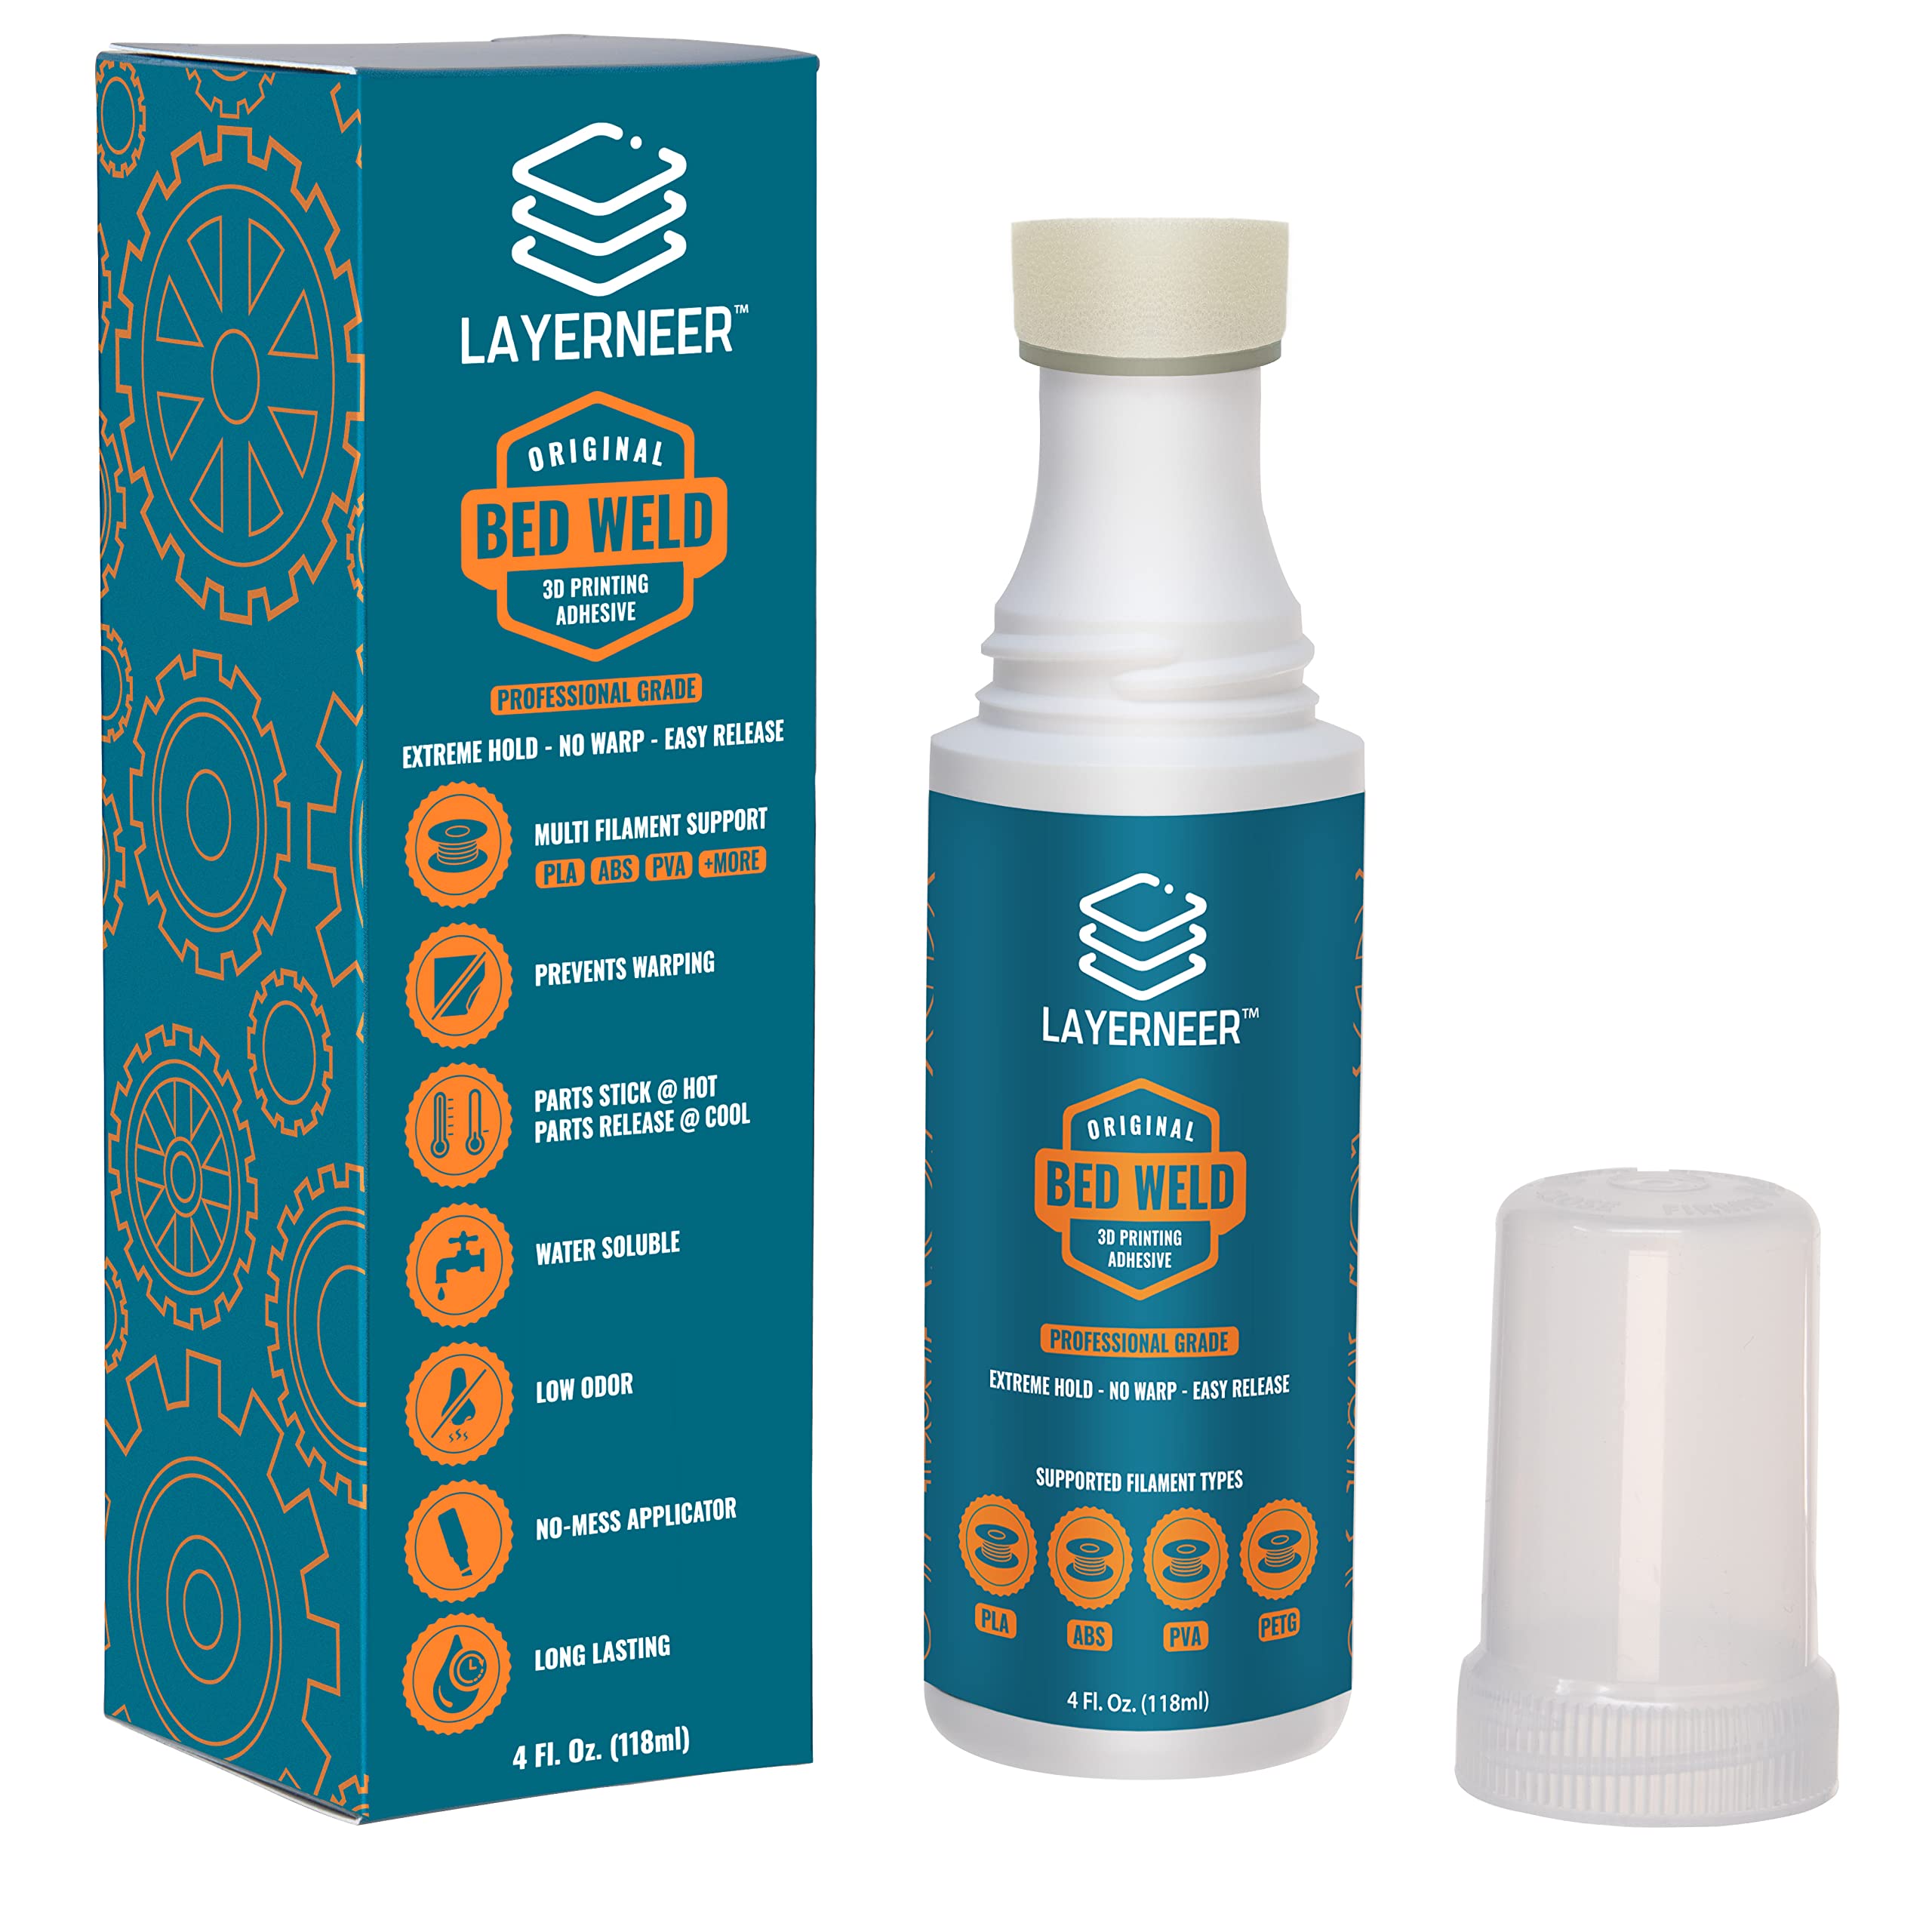 LAYERNEER™
ORIGINAL
BED WELD
3D PRINTING
ADHESIVE
PROFESSIONAL GRADE
EXTREME HOLD - NO WARP - EASY RELEASE
MULTI FILAMENT SUPPORT
PLA ABS PVA +MORE
PREVENTS WARPING
PARTS STICK @ HOT
PARTS RELEASE @ COOL
WATER SOLUBLE
LOW ODOR
NO-MESS APPLICATOR
LONG LASTING
4 Fl. Oz. (118ml)
LAYERNEER™
ORIGINAL
BED WELD
3D PRINTING
ADHESIVE
PROFESSIONAL GRADE
EXTREME HOLD - NO WARP - EASY RELEASE
SUPPORTED FILAMENT TYPES
PLA ABS PVA PETG
4 Fl. Oz. (118ml)